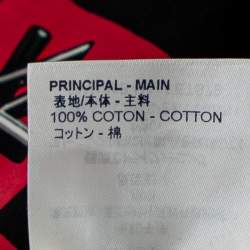 PRINCIPAL - MAIN
表地/本体 - 主料
100% COTON - COTTON
コットン - 棉